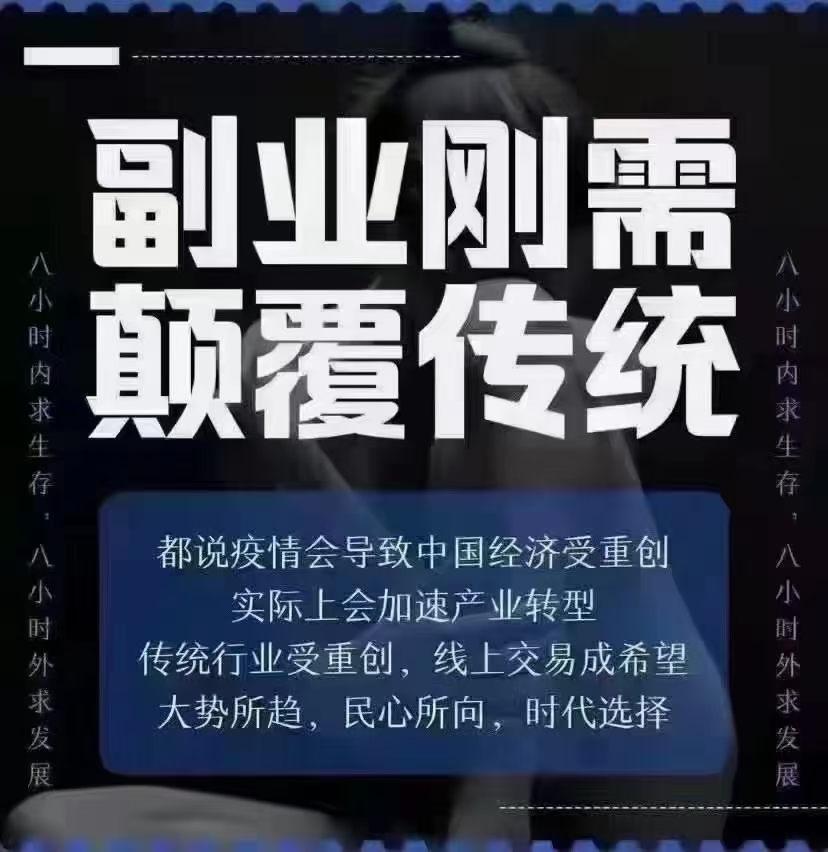 副业刚需
颠覆传统
八小时内求生存，八小时外求发展
八小时内求生存，八小时外求发展
都说疫情会导致中国经济受重创
实际上会加速产业转型
传统行业受重创，线上交易成希望
大势所趋，民心所向，时代选择